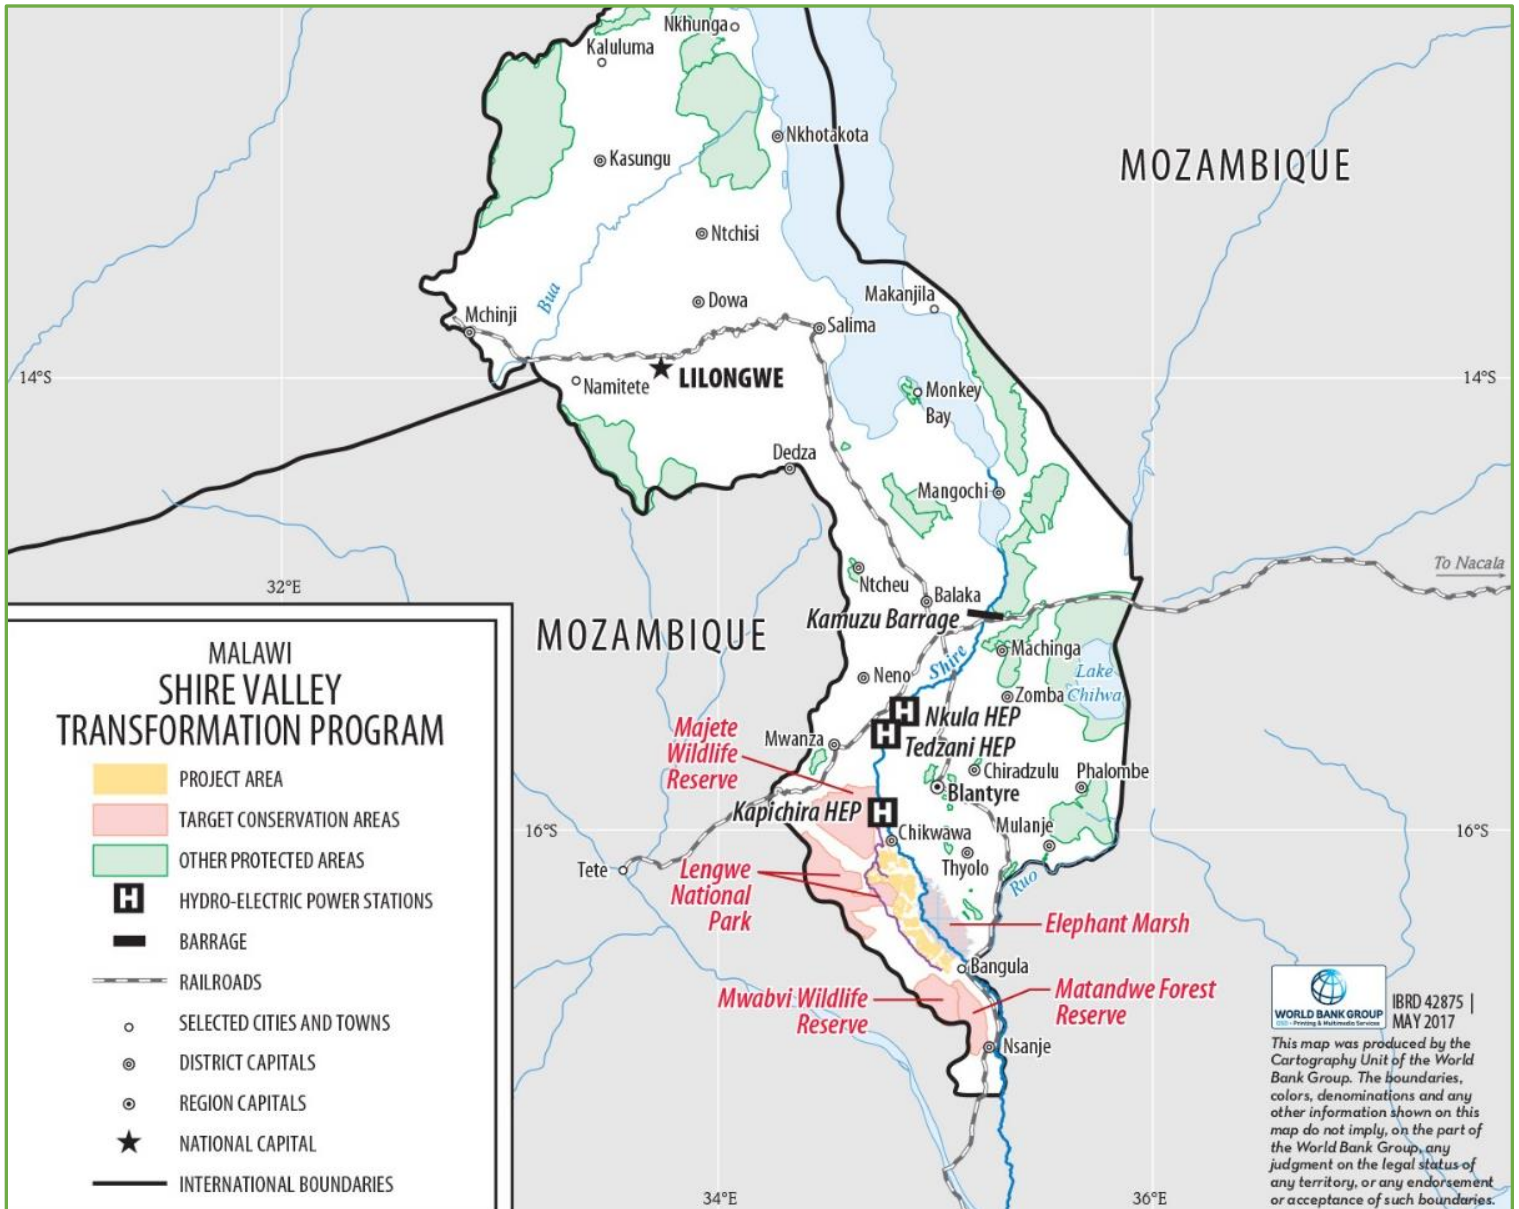 Nkhunga
Kaluluma
Nkhotakota
MOZAMBIQUE
Kasungu
Ntchisi
Bua
Dowa
Makanjila
Mchinji
Salima
14°S
14°S
LILONGWE
Namitete
Monkey
Bay
Dedza
Mangochi
To Nacala
32°E
Ntcheu
Balaka
Kamuzu Barrage
MOZAMBIQUE
Machinga
Shire
Lake
Chilwa
Neno
Zomba
Nkula HEP
H
Majete
Wildlife
Reserve
Mwanza
H
Tedzani HEP
Chiradzulu
Phalombe
Blantyre
Kapichira HEP
H
16°S
16°S
Chikwawa
Mulanje
Thyolo
Tete
Lengwe
National
Park
Ruo
Elephant Marsh
Bangula
Mwabvi Wildlife
Reserve
Matandwe Forest
Reserve
Nsanje
34°E
36°E
MALAWI
SHIRE VALLEY
TRANSFORMATION PROGRAM
PROJECT AREA
TARGET CONSERVATION AREAS
OTHER PROTECTED AREAS
H HYDRO-ELECTRIC POWER STATIONS
BARRAGE
RAILROADS
SELECTED CITIES AND TOWNS
DISTRICT CAPITALS
REGION CAPITALS
NATIONAL CAPITAL
INTERNATIONAL BOUNDARIES
WORLD BANK GROUP
GSD - Printing & Multimedia Services
IBRD 42875 |
MAY 2017
This map was produced by the
Cartography Unit of the World
Bank Group. The boundaries,
colors, denominations and any
other information shown on this
map do not imply, on the part of
the World Bank Group, any
judgment on the legal status of
any territory, or any endorsement
or acceptance of such boundaries.